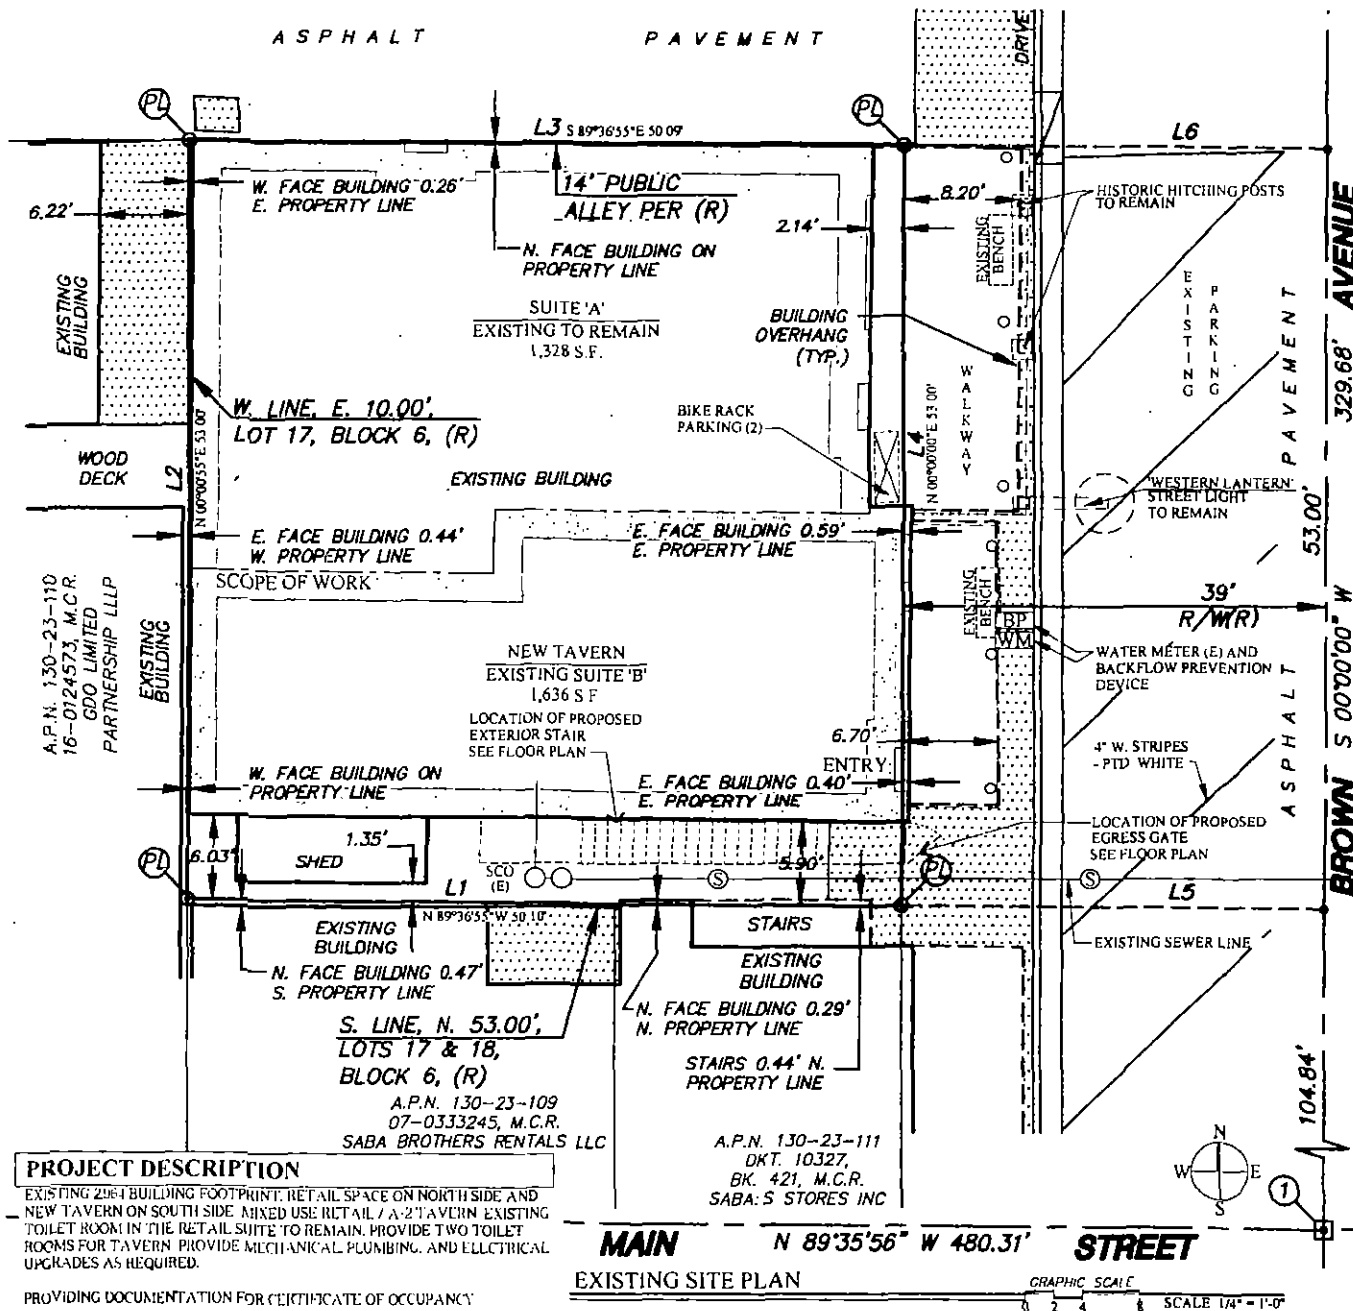 ASPHALT PAVEMENT
DRIVE
PL
PL
L3 S 89°36'55"E 50.09'
L6
W. FACE BUILDING 0.26'
E. PROPERTY LINE
14' PUBLIC
ALLEY PER (R)
8.20'
HISTORIC HITCHING POSTS
TO REMAIN
6.22'
2.14'
N. FACE BUILDING ON
PROPERTY LINE
EXISTING
BENCH
EXISTING
BUILDING
SUITE 'A'
EXISTING TO REMAIN
1,328 S.F.
BUILDING
OVERHANG
(TYP.)
EXISTING
PARKING
ASPHALT PAVEMENT
WALKWAY
W. LINE, E. 10.00',
LOT 17, BLOCK 6, (R)
BIKE RACK
PARKING (2)
L4
N 00°00'00"E 53.00'
WOOD
DECK
L2
N 00°00'55"E 53.00'
EXISTING BUILDING
'WESTERN LANTERN'
STREET LIGHT
TO REMAIN
E. FACE BUILDING 0.44'
W. PROPERTY LINE
E. FACE BUILDING 0.59'
E. PROPERTY LINE
SCOPE OF WORK
EXISTING
BENCH
39'
R/W(R)
BP
WM
A.P.N. 130-23-110
16-0124573, M.C.R.
GDO LIMITED
PARTNERSHIP LLLP
EXISTING
BUILDING
NEW TAVERN
EXISTING SUITE 'B'
1,636 S.F.
WATER METER (E) AND
BACKFLOW PREVENTION
DEVICE
LOCATION OF PROPOSED
EXTERIOR STAIR
SEE FLOOR PLAN
6.70'
ENTRY
4" W. STRIPES
- PTD WHITE
W. FACE BUILDING ON
PROPERTY LINE
E. FACE BUILDING 0.40'
E. PROPERTY LINE
LOCATION OF PROPOSED
EGRESS GATE
SEE FLOOR PLAN
6.03'
1.35'
SHED
5.90'
PL
PL
SCO
(E)
S
S
L1
L5
N 89°36'55"W 50.10'
STAIRS
EXISTING
BUILDING
EXISTING SEWER LINE
EXISTING
BUILDING
N. FACE BUILDING 0.47'
S. PROPERTY LINE
N. FACE BUILDING 0.29'
N. PROPERTY LINE
S. LINE, N. 53.00',
LOTS 17 & 18,
BLOCK 6, (R)
STAIRS 0.44' N.
PROPERTY LINE
A.P.N. 130-23-109
07-0333245, M.C.R.
SABA BROTHERS RENTALS LLC
A.P.N. 130-23-111
DKT. 10327,
BK. 421, M.C.R.
SABA'S STORES INC
BROWN S 00°00'00" W 329.68' AVENUE
53.00'
104.84'
N
W E
S
1
PROJECT DESCRIPTION
EXISTING 2964 BUILDING FOOTPRINT. RETAIL SPACE ON NORTH SIDE AND
NEW TAVERN ON SOUTH SIDE. MIXED USE RETAIL / A-2 TAVERN EXISTING
TOILET ROOM IN THE RETAIL SUITE TO REMAIN. PROVIDE TWO TOILET
ROOMS FOR TAVERN PROVIDE MECHANICAL, PLUMBING, AND ELECTRICAL
UPGRADES AS REQUIRED.
PROVIDING DOCUMENTATION FOR CERTIFICATE OF OCCUPANCY
MAIN N 89°35'56" W 480.31' STREET
EXISTING SITE PLAN
GRAPHIC SCALE
0 2 4 8 SCALE 1/4" = 1'-0"